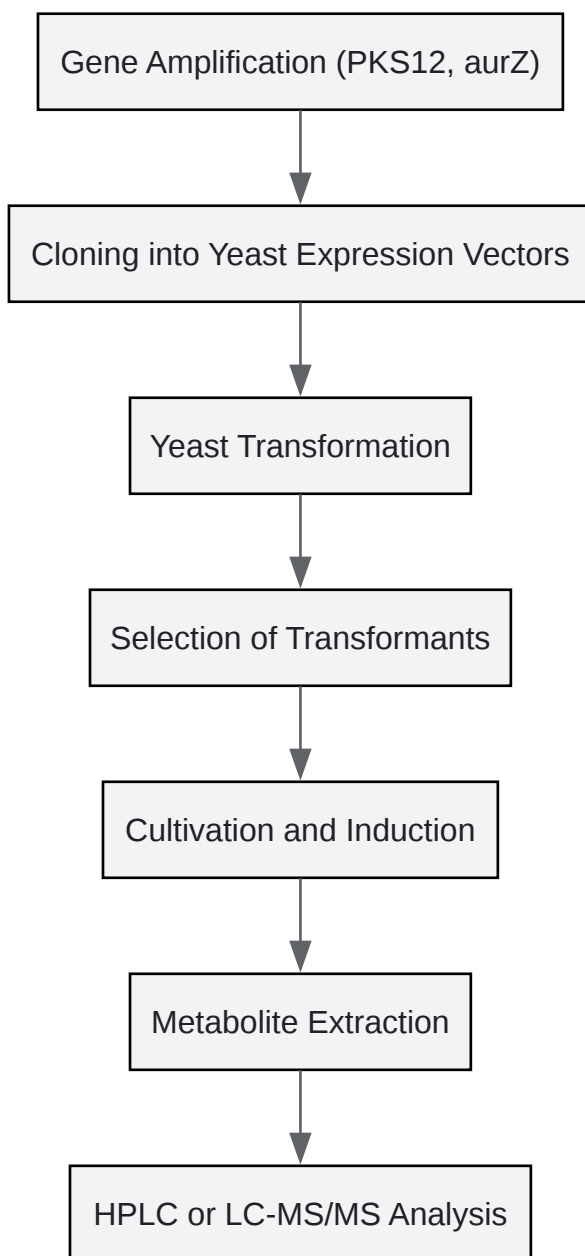 Gene Amplification (PKS12, aurZ)
Cloning into Yeast Expression Vectors
Yeast Transformation
Selection of Transformants
Cultivation and Induction
Metabolite Extraction
HPLC or LC-MS/MS Analysis